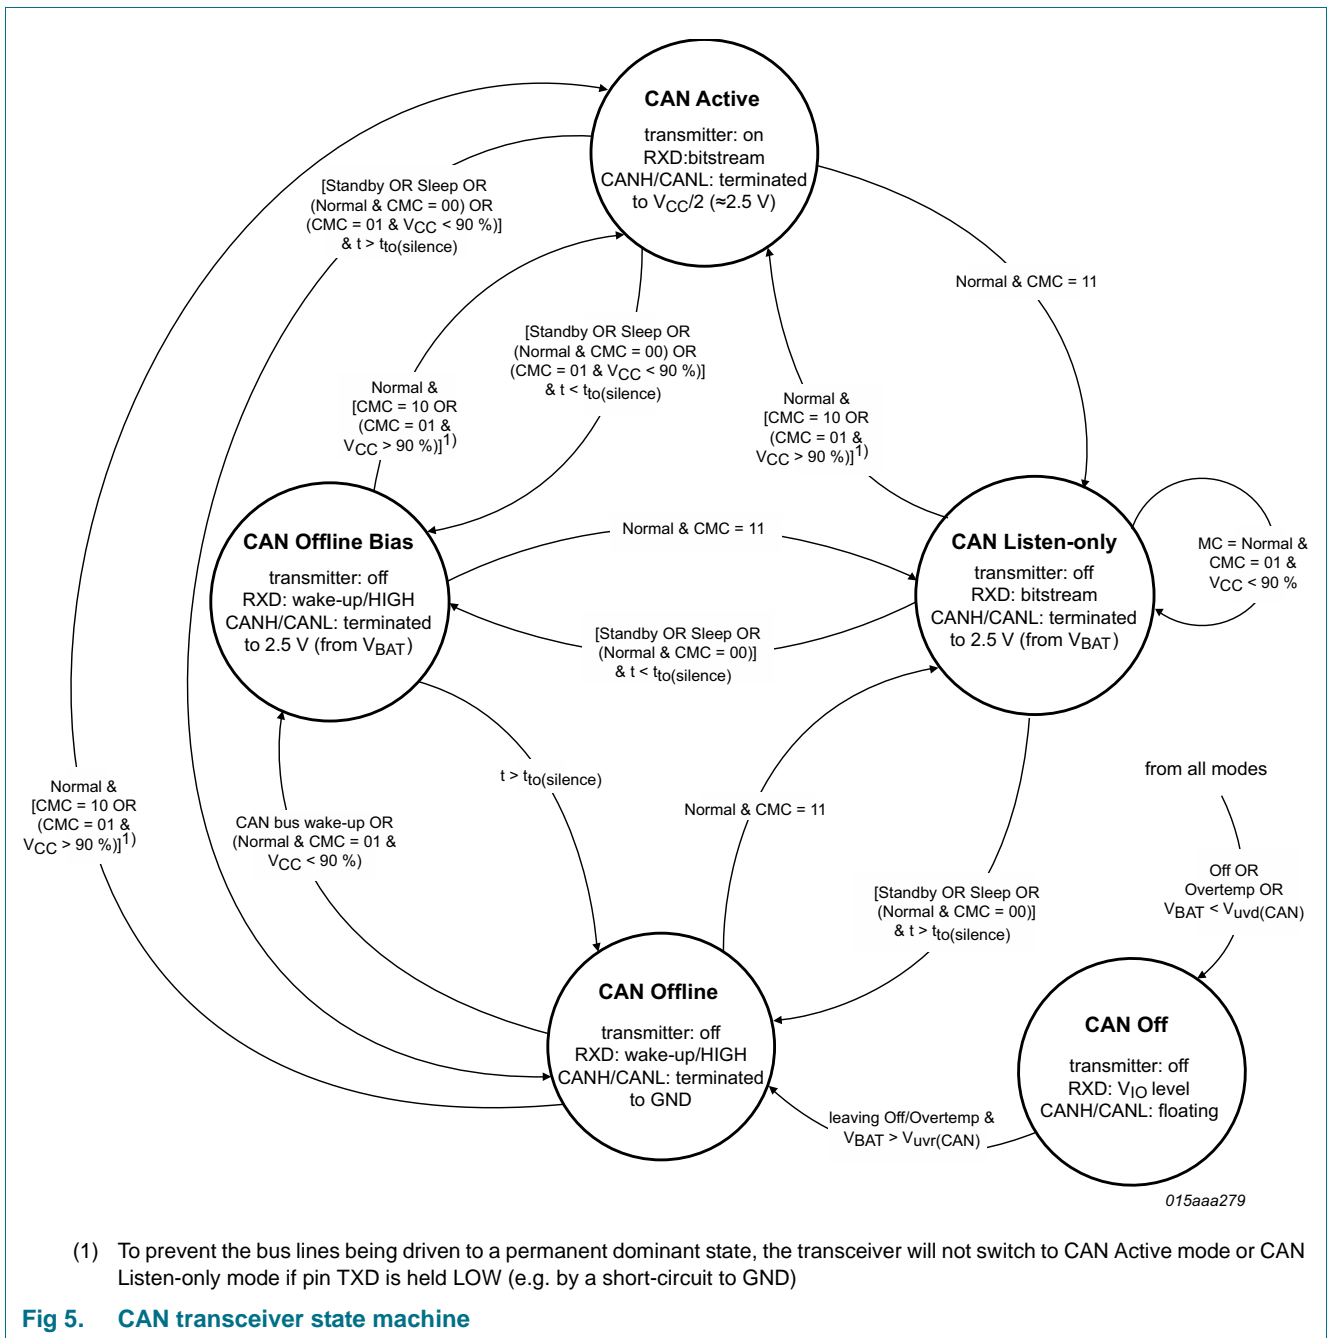 CAN Active
transmitter: on
RXD:bitstream
CANH/CANL: terminated
to VCC/2 (≈2.5 V)
[Standby OR Sleep OR
(Normal & CMC = 00) OR
(CMC = 01 & VCC < 90 %)]
& t > tto(silence)
Normal & CMC = 11
[Standby OR Sleep OR
(Normal & CMC = 00) OR
(CMC = 01 & VCC < 90 %)]
& t < tto(silence)
Normal &
[CMC = 10 OR
(CMC = 01 &
VCC > 90 %)]1)
Normal &
[CMC = 10 OR
(CMC = 01 &
VCC > 90 %)]1)
CAN Offline Bias
transmitter: off
RXD: wake-up/HIGH
CANH/CANL: terminated
to 2.5 V (from VBAT)
Normal & CMC = 11
CAN Listen-only
transmitter: off
RXD: bitstream
CANH/CANL: terminated
to 2.5 V (from VBAT)
MC = Normal &
CMC = 01 &
VCC < 90 %
[Standby OR Sleep OR
(Normal & CMC = 00)]
& t < tto(silence)
t > tto(silence)
from all modes
Normal &
[CMC = 10 OR
(CMC = 01 &
VCC > 90 %)]1)
CAN bus wake-up OR
(Normal & CMC = 01 &
VCC < 90 %)
Normal & CMC = 11
[Standby OR Sleep OR
(Normal & CMC = 00)]
& t > tto(silence)
Off OR
Overtemp OR
VBAT < Vuvd(CAN)
CAN Offline
transmitter: off
RXD: wake-up/HIGH
CANH/CANL: terminated
to GND
CAN Off
transmitter: off
RXD: VIO level
CANH/CANL: floating
leaving Off/Overtemp &
VBAT > Vuvr(CAN)
015aaa279
(1) To prevent the bus lines being driven to a permanent dominant state, the transceiver will not switch to CAN Active mode or CAN
Listen-only mode if pin TXD is held LOW (e.g. by a short-circuit to GND)
Fig 5. CAN transceiver state machine